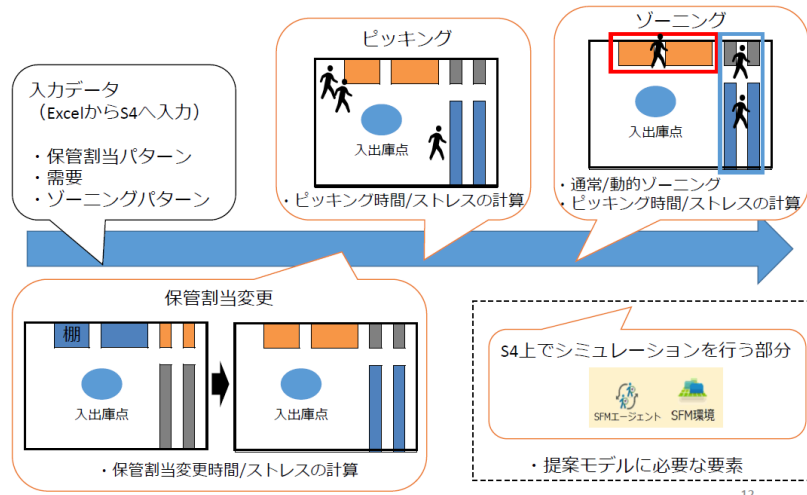 入力データ
（ExcelからS4へ入力）
・保管割当パターン
・需要
・ゾーニングパターン
ピッキング
入出庫点
・ピッキング時間/ストレスの計算
ゾーニング
入出庫点
・通常/動的ゾーニング
・ピッキング時間/ストレスの計算
保管割当変更
棚
入出庫点
入出庫点
・保管割当変更時間/ストレスの計算
S4上でシミュレーションを行う部分
SFMエージェント
SFM環境
・提案モデルに必要な要素
12